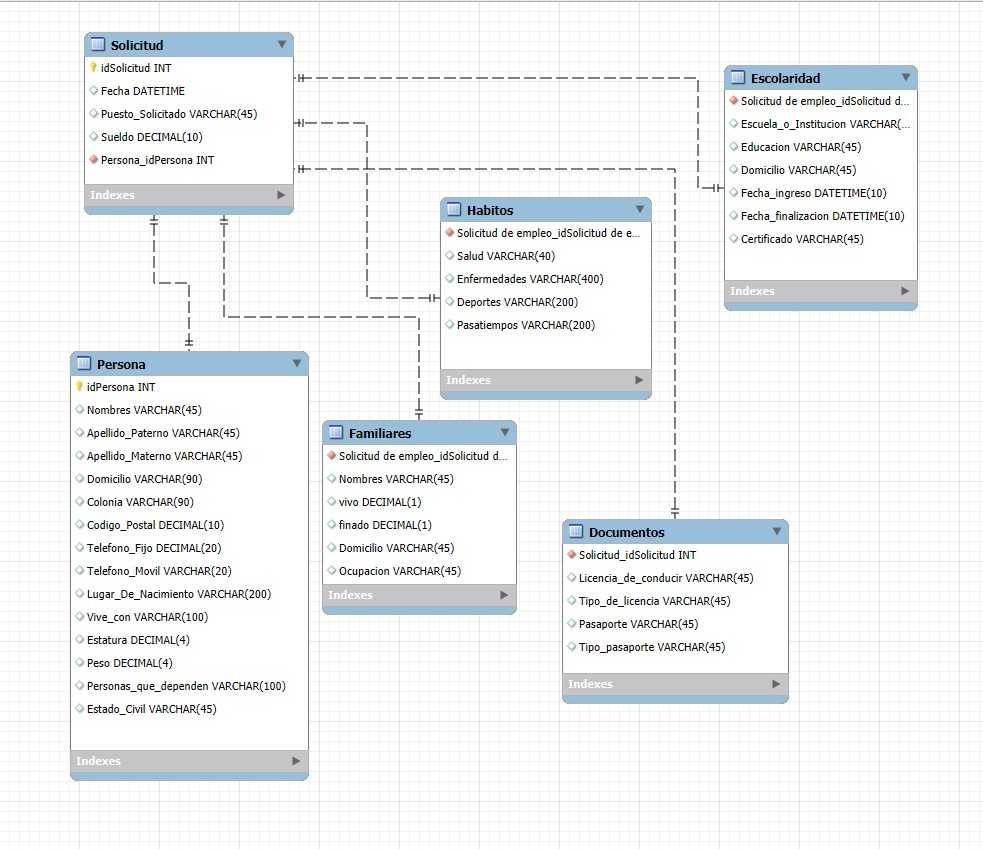 Solicitud
idSolicitud INT
Fecha DATETIME
Puesto_Solicitado VARCHAR(45)
Sueldo DECIMAL(10)
Persona_idPersona INT
Indexes
Escolaridad
Solicitud de empleo_idSolicitud d...
Escuela_o_Institucion VARCHAR(...
Educacion VARCHAR(45)
Domicilio VARCHAR(45)
Fecha_ingreso DATETIME(10)
Fecha_finalizacion DATETIME(10)
Certificado VARCHAR(45)
Indexes
Habitos
Solicitud de empleo_idSolicitud de e...
Salud VARCHAR(40)
Enfermedades VARCHAR(400)
Deportes VARCHAR(200)
Pasatiempos VARCHAR(200)
Indexes
Persona
idPersona INT
Nombres VARCHAR(45)
Apellido_Paterno VARCHAR(45)
Apellido_Materno VARCHAR(45)
Domicilio VARCHAR(90)
Colonia VARCHAR(90)
Codigo_Postal DECIMAL(10)
Telefono_Fijo DECIMAL(20)
Telefono_Movil VARCHAR(20)
Lugar_De_Nacimiento VARCHAR(200)
Vive_con VARCHAR(100)
Estatura DECIMAL(4)
Peso DECIMAL(4)
Personas_que_dependen VARCHAR(100)
Estado_Civil VARCHAR(45)
Indexes
Familiares
Solicitud de empleo_idSolicitud d...
Nombres VARCHAR(45)
vivo DECIMAL(1)
finado DECIMAL(1)
Domicilio VARCHAR(45)
Ocupacion VARCHAR(45)
Indexes
Documentos
Solicitud_idSolicitud INT
Licencia_de_conducir VARCHAR(45)
Tipo_de_licencia VARCHAR(45)
Pasaporte VARCHAR(45)
Tipo_pasaporte VARCHAR(45)
Indexes